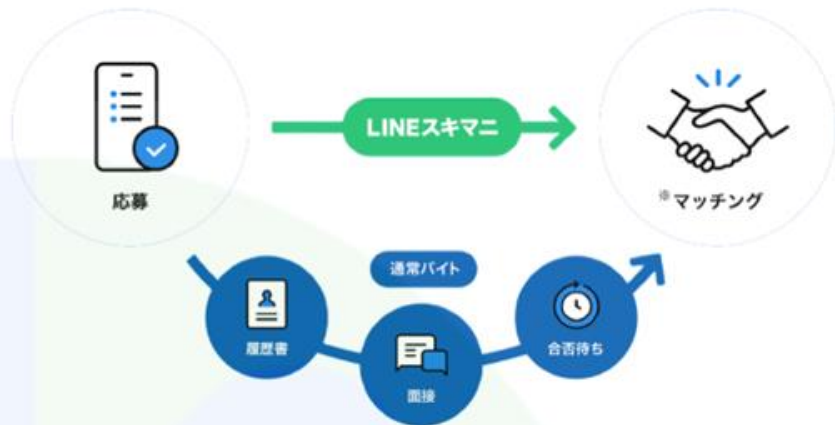 LINEスキマニ
応募
※マッチング
通常バイト
履歴書
合否待ち
面接